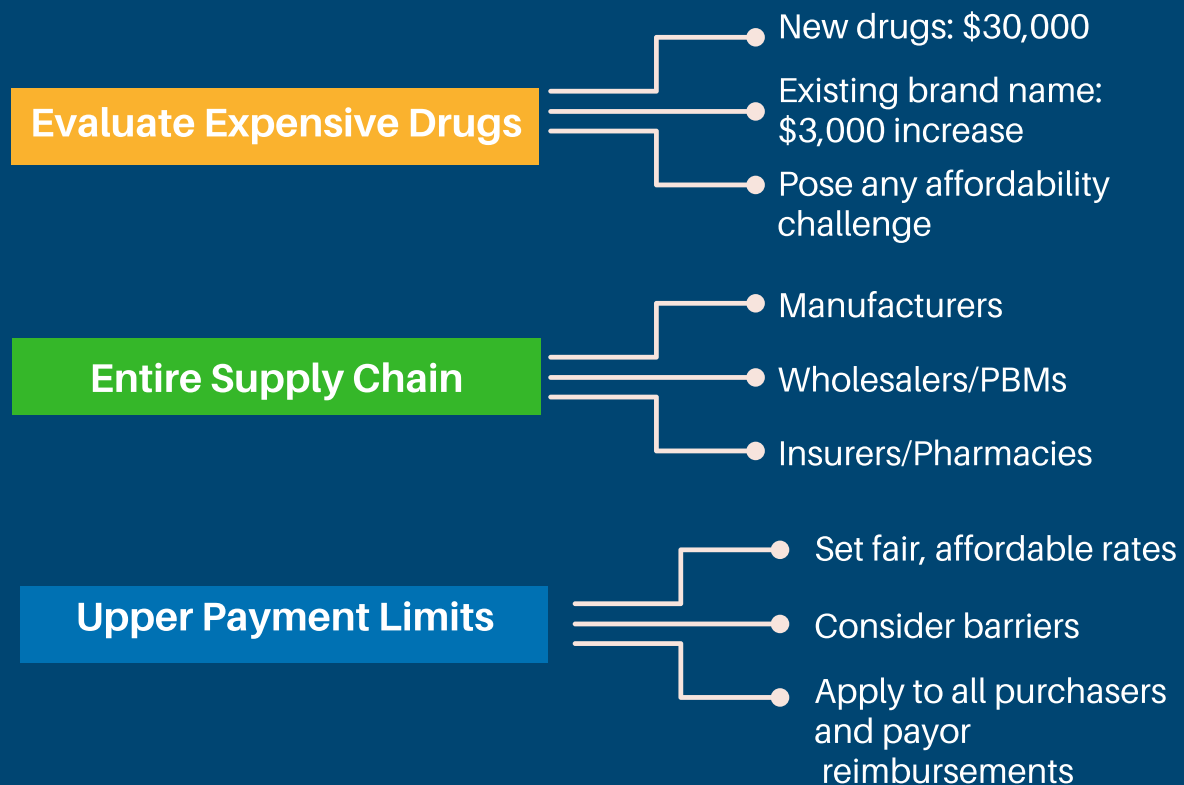 Evaluate Expensive Drugs
New drugs: $30,000
Existing brand name:
$3,000 increase
Pose any affordability
challenge
Entire Supply Chain
Manufacturers
Wholesalers/PBMs
Insurers/Pharmacies
Upper Payment Limits
Set fair, affordable rates
Consider barriers
Apply to all purchasers
and payor
reimbursements